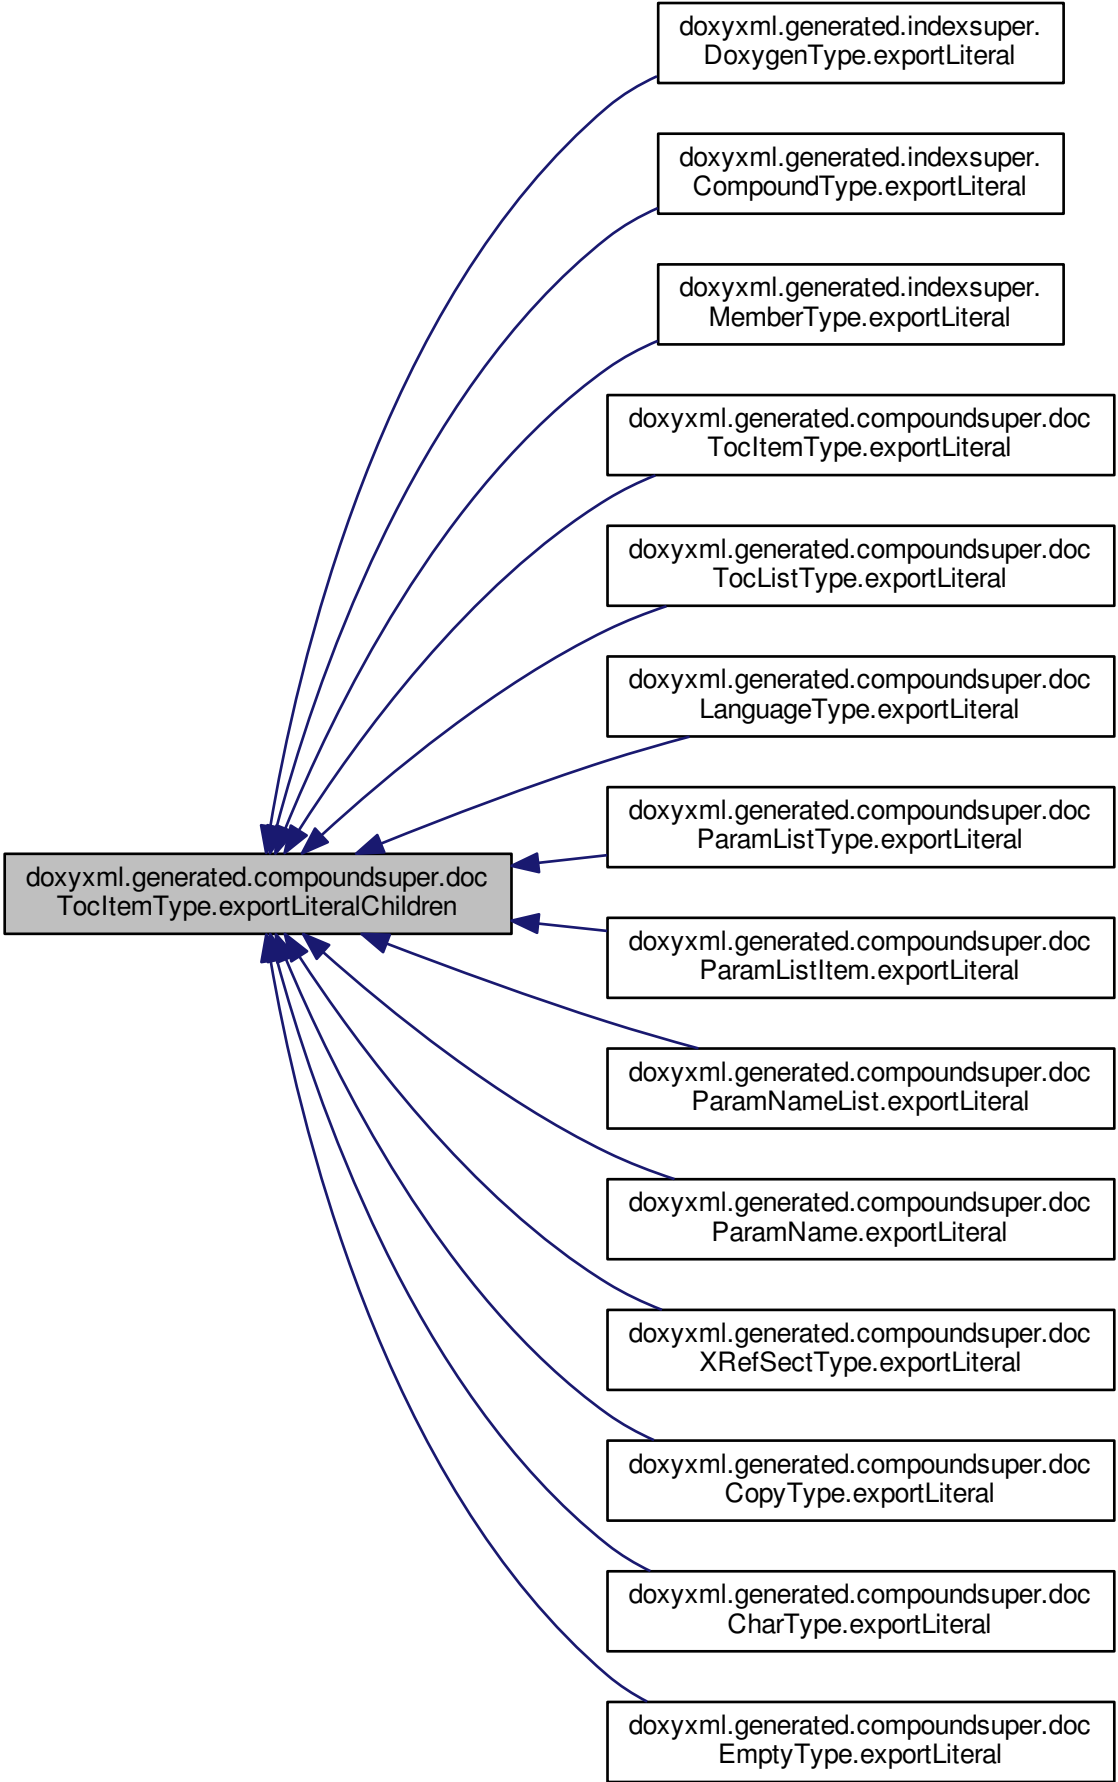 doxyxml.generated.indexsuper.
DoxygenType.exportLiteral
doxyxml.generated.indexsuper.
CompoundType.exportLiteral
doxyxml.generated.indexsuper.
MemberType.exportLiteral
doxyxml.generated.compoundsuper.doc
TocItemType.exportLiteral
doxyxml.generated.compoundsuper.doc
TocListType.exportLiteral
doxyxml.generated.compoundsuper.doc
LanguageType.exportLiteral
doxyxml.generated.compoundsuper.doc
ParamListType.exportLiteral
doxyxml.generated.compoundsuper.doc
TocItemType.exportLiteralChildren
doxyxml.generated.compoundsuper.doc
ParamListItem.exportLiteral
doxyxml.generated.compoundsuper.doc
ParamNameList.exportLiteral
doxyxml.generated.compoundsuper.doc
ParamName.exportLiteral
doxyxml.generated.compoundsuper.doc
XRefSectType.exportLiteral
doxyxml.generated.compoundsuper.doc
CopyType.exportLiteral
doxyxml.generated.compoundsuper.doc
CharType.exportLiteral
doxyxml.generated.compoundsuper.doc
EmptyType.exportLiteral